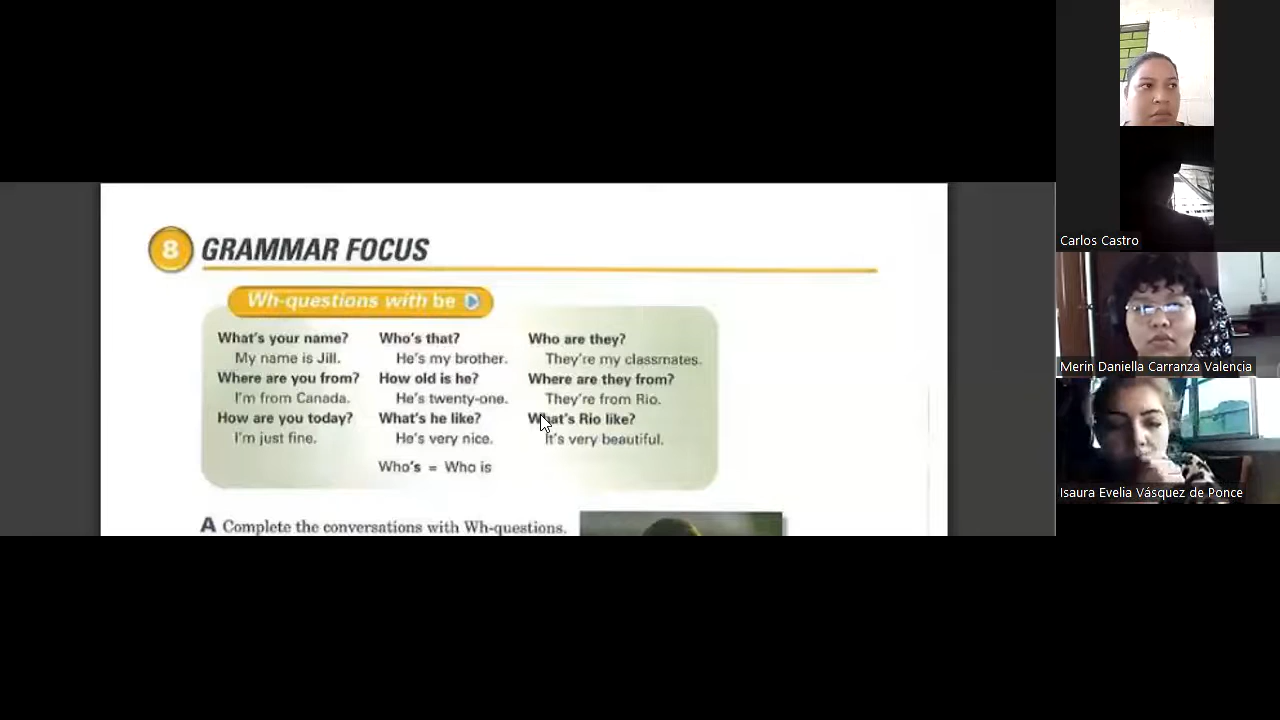 8 GRAMMAR FOCUS
Wh-questions with be
What's your name?
My name is Jill.
Where are you from?
I'm from Canada.
How are you today?
I'm just fine.
Who's that?
He's my brother.
How old is he?
He's twenty-one.
What's he like?
He's very nice.
Who's = Who is
Who are they?
They're my classmates.
Where are they from?
They're from Rio.
What's Rio like?
It's very beautiful.
A Complete the conversations with Wh-questions.
Carlos Castro
Merin Daniella Carranza Valencia
Isaura Evelia Vásquez de Ponce